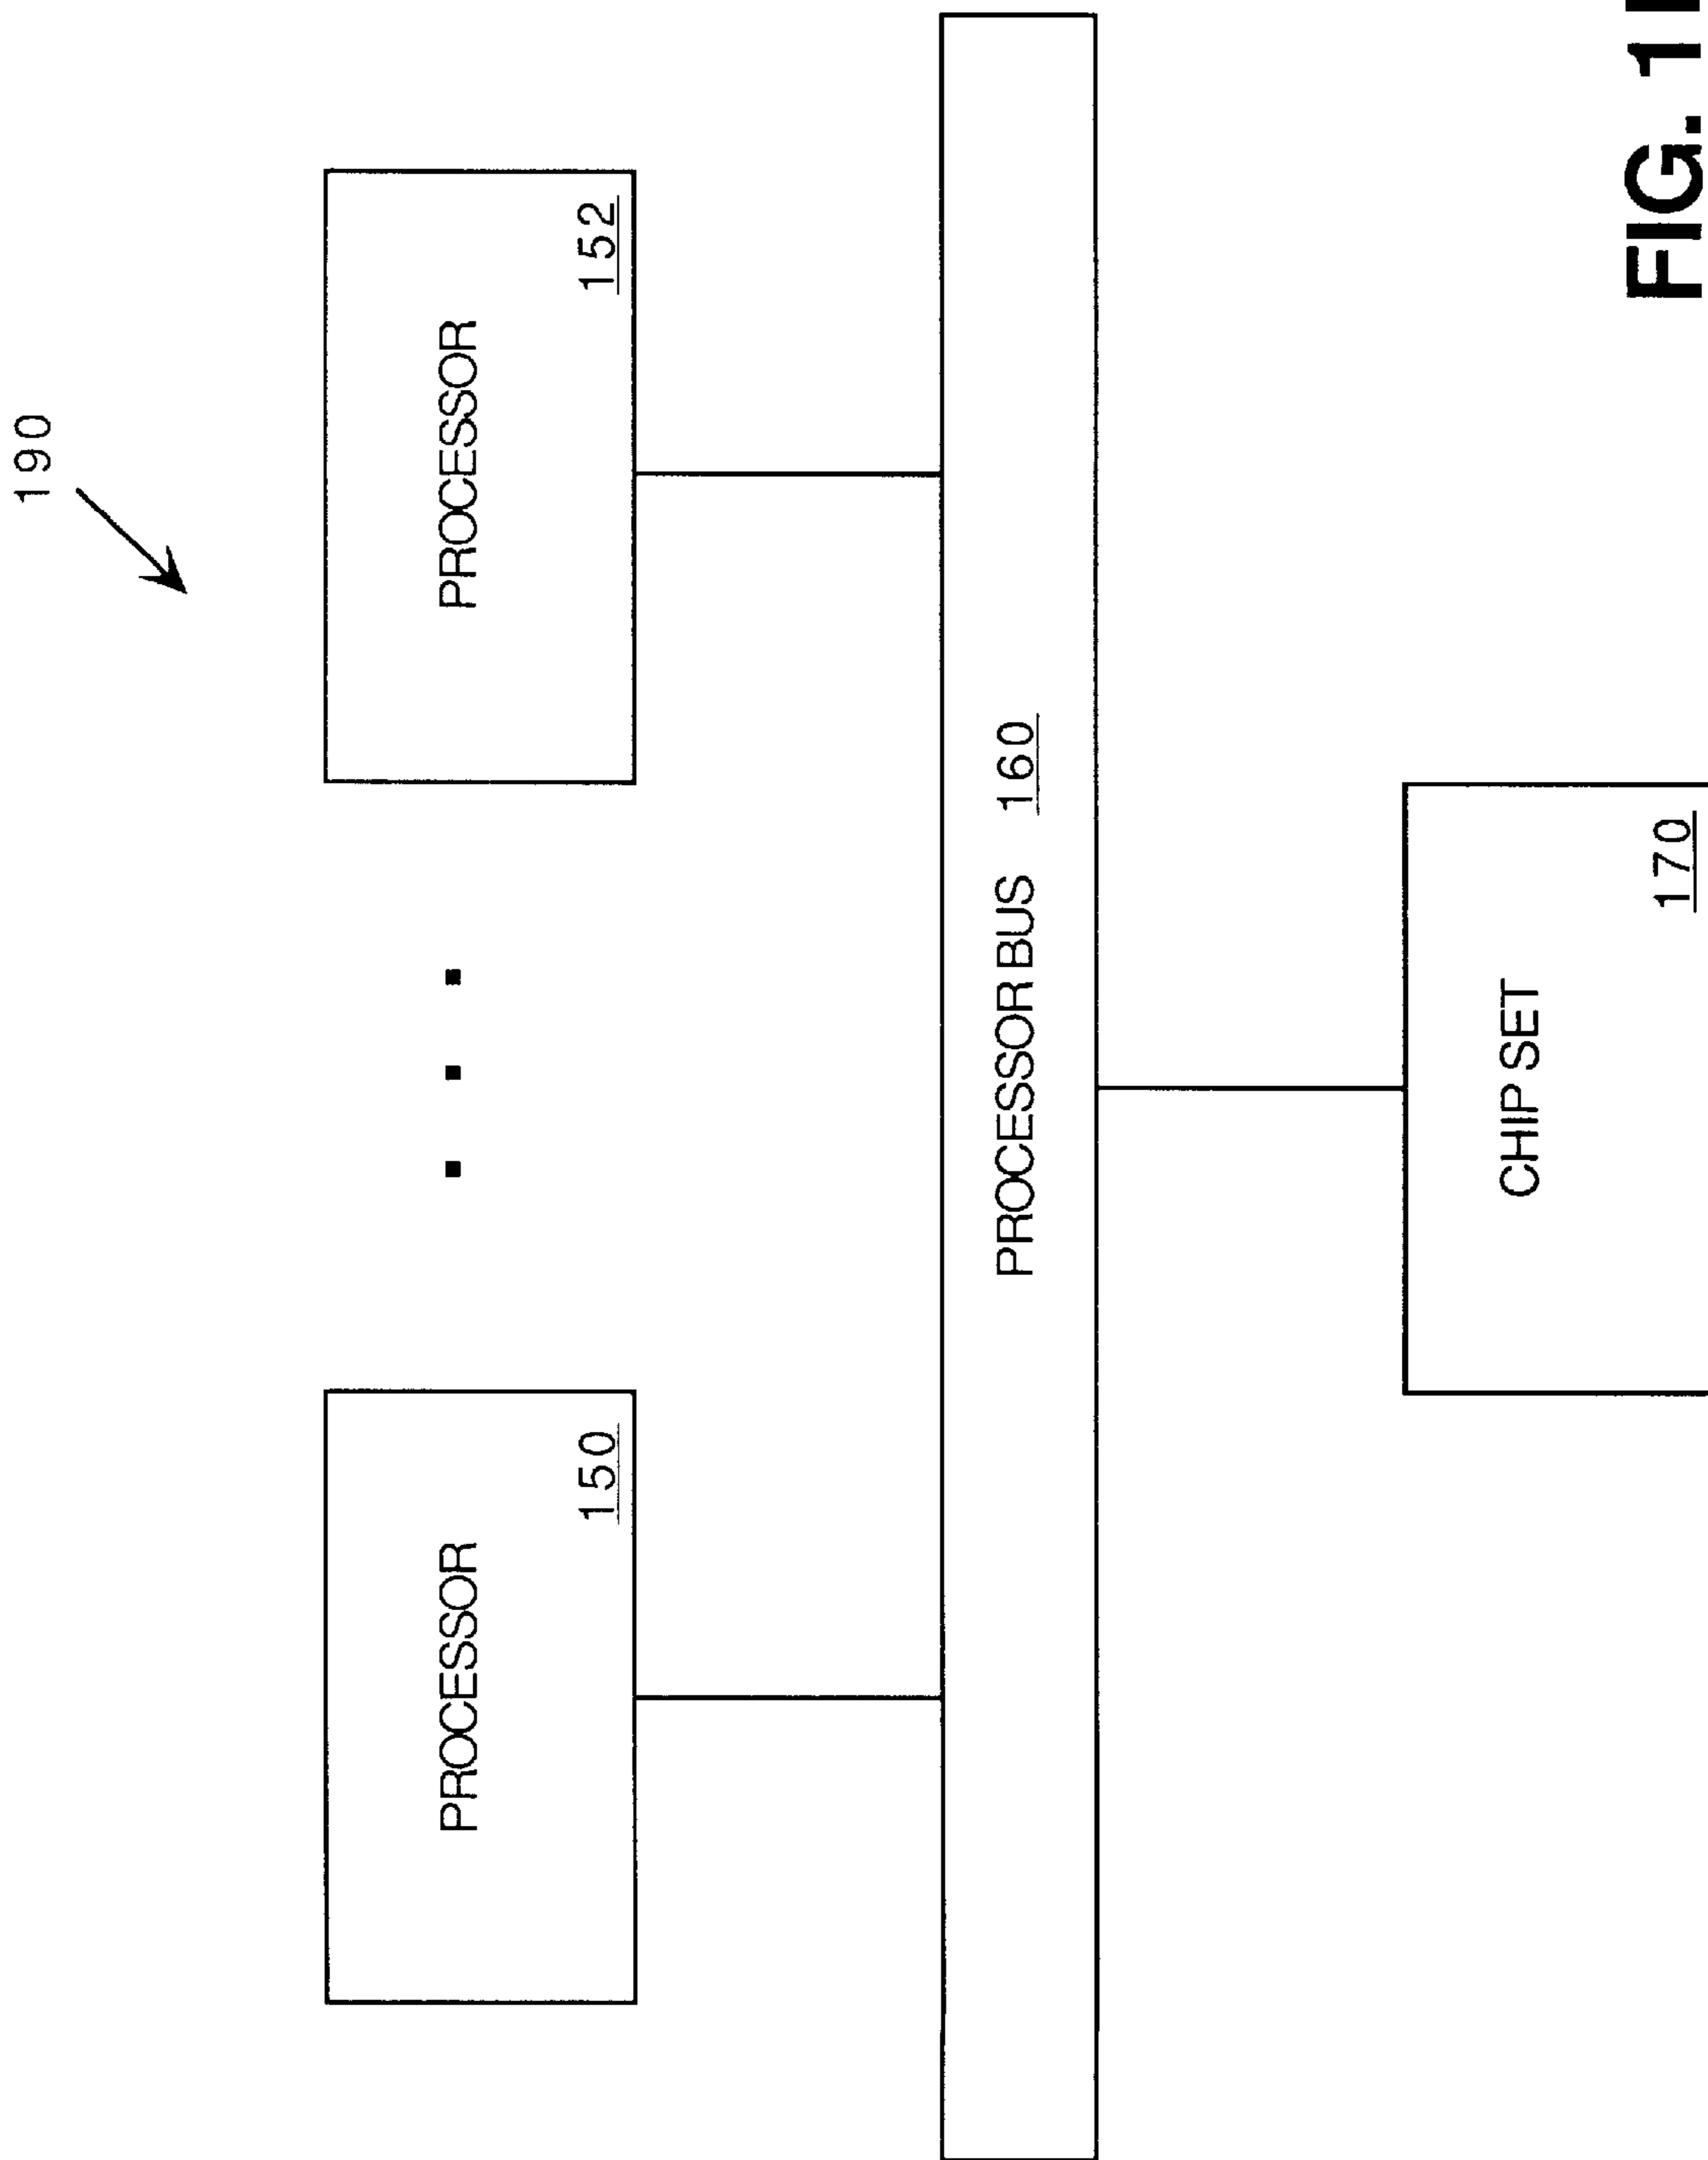 190
PROCESSOR
150
PROCESSOR
152
PROCESSOR BUS 160
CHIP SET
170
FIG. 1